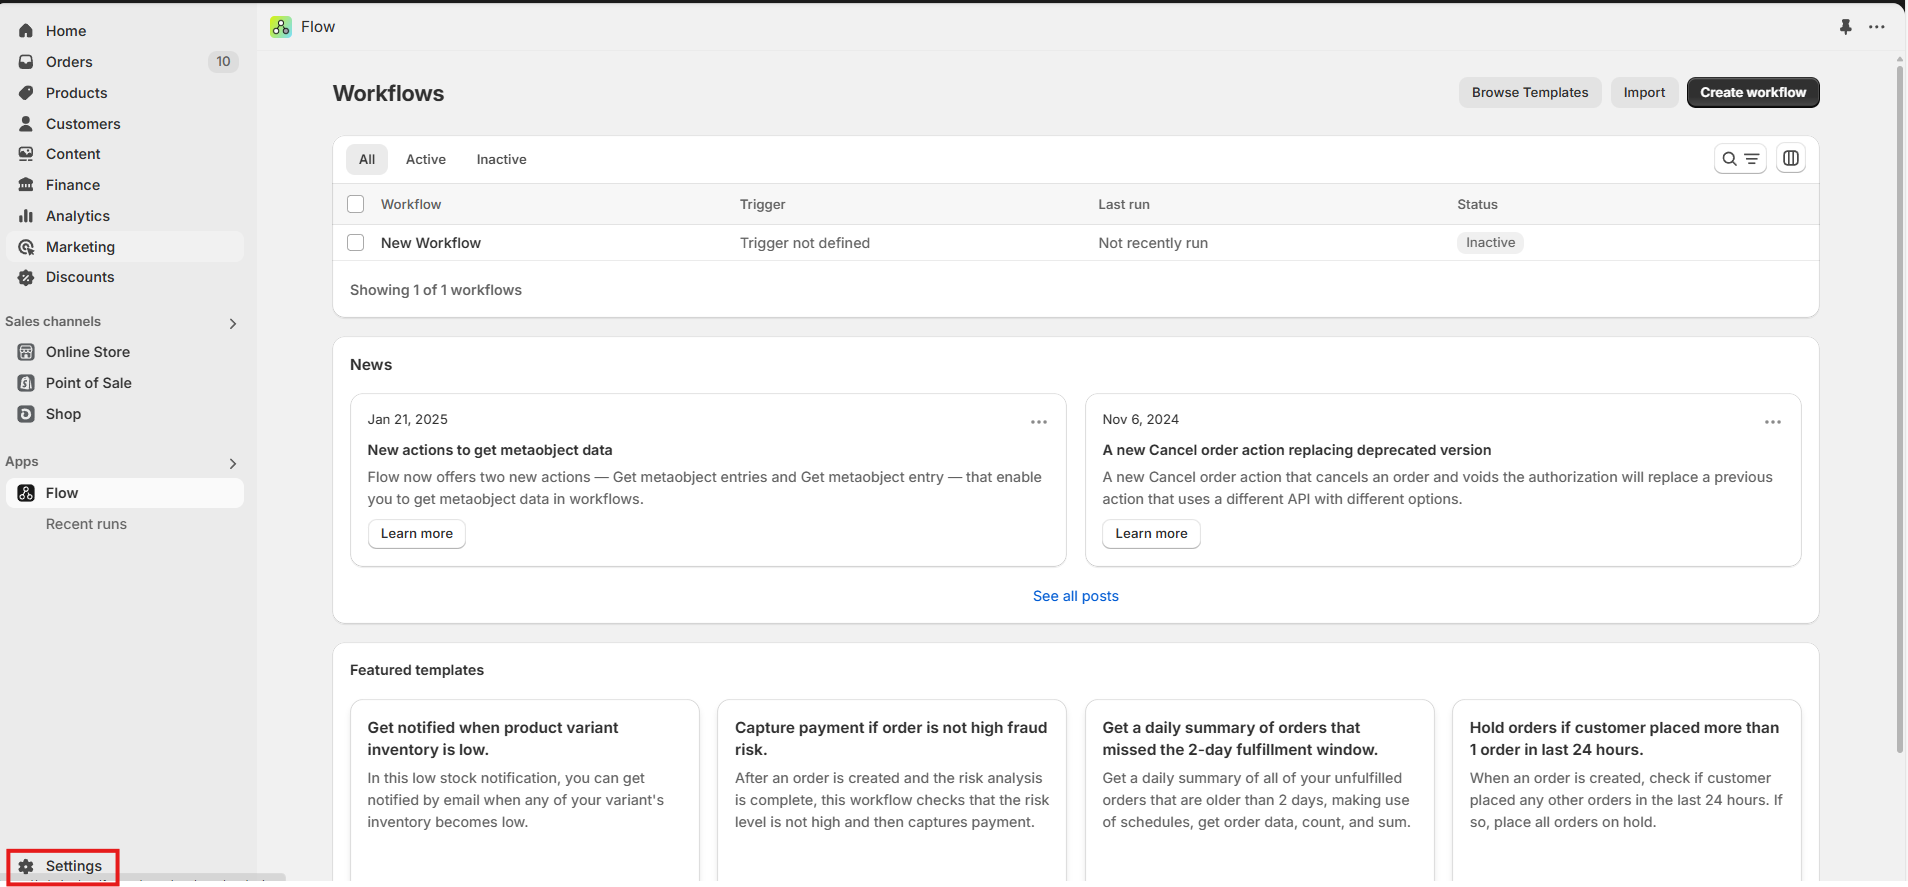 Home
Orders 10
Products
Customers
Content
Finance
Analytics
Marketing
Discounts
Sales channels
Online Store
Point of Sale
Shop
Apps
Flow
Recent runs
Settings
Flow
Workflows
Browse Templates Import Create workflow
All Active Inactive
Workflow Trigger Last run Status
New Workflow Trigger not defined Not recently run Inactive
Showing 1 of 1 workflows
News
Jan 21, 2025
New actions to get metaobject data
Flow now offers two new actions — Get metaobject entries and Get metaobject entry — that enable
you to get metaobject data in workflows.
Learn more
Nov 6, 2024
A new Cancel order action replacing deprecated version
A new Cancel order action that cancels an order and voids the authorization will replace a previous
action that uses a different API with different options.
Learn more
See all posts
Featured templates
Get notified when product variant
inventory is low.
In this low stock notification, you can get
notified by email when any of your variant's
inventory becomes low.
Capture payment if order is not high fraud
risk.
After an order is created and the risk analysis
is complete, this workflow checks that the risk
level is not high and then captures payment.
Get a daily summary of orders that
missed the 2-day fulfillment window.
Get a daily summary of all of your unfulfilled
orders that are older than 2 days, making use
of schedules, get order data, count, and sum.
Hold orders if customer placed more than
1 order in last 24 hours.
When an order is created, check if customer
placed any other orders in the last 24 hours. If
so, place all orders on hold.